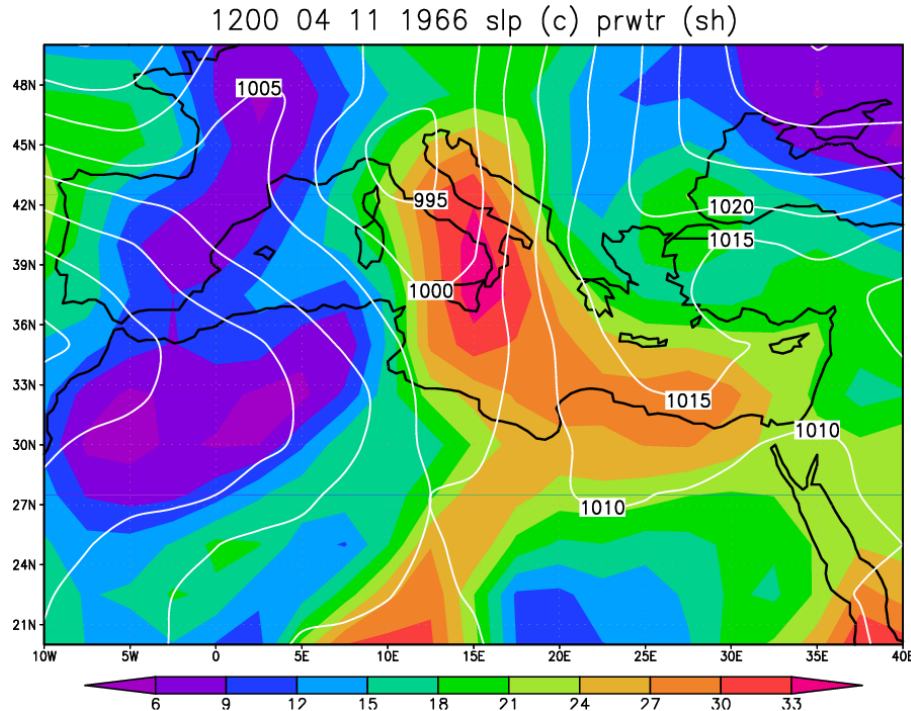 1200 04 11 1966 slp (c) prwtr (sh)
48N
1005
45N
42N
995
1020
1015
39N
1000
36N
33N
1015
1010
30N
27N
1010
24N
21N
10W 5W 0 5E 10E 15E 20E 25E 30E 35E 40E
6 9 12 15 18 21 24 27 30 33